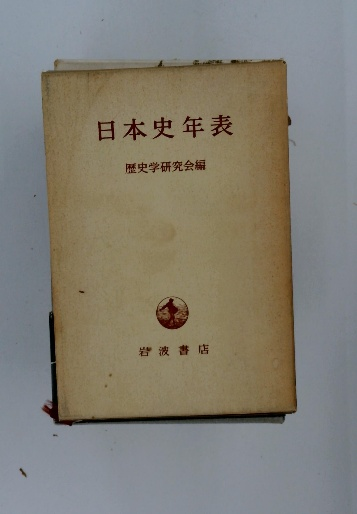 日本史年表
歴史学研究会編
岩波書店